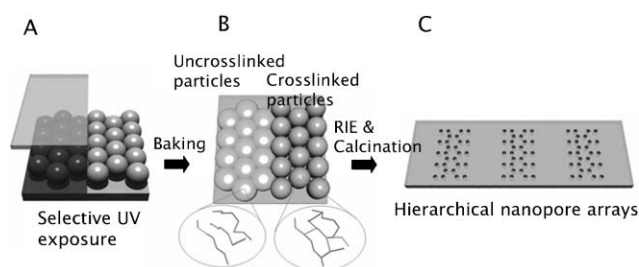 A
Selective UV
exposure
Baking
B
Uncrosslinked
particles
Crosslinked
particles
RIE &
Calcination
C
Hierarchical nanopore arrays